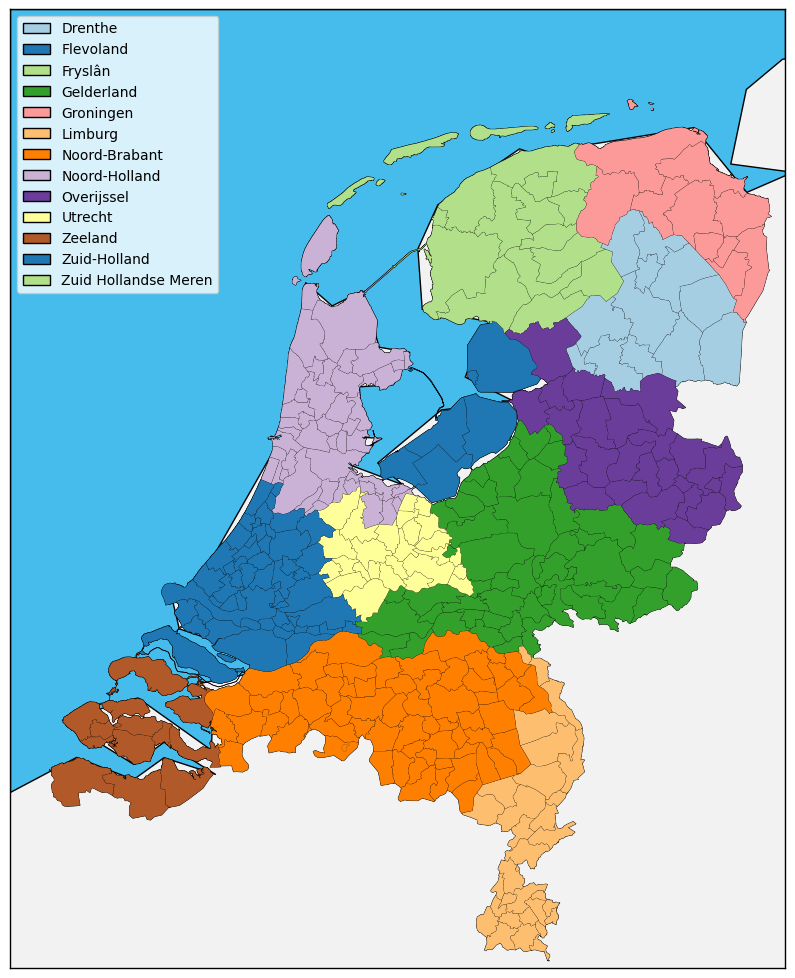 Drenthe
Flevoland
Fryslân
Gelderland
Groningen
Limburg
Noord-Brabant
Noord-Holland
Overijssel
Utrecht
Zeeland
Zuid-Holland
Zuid Hollandse Meren